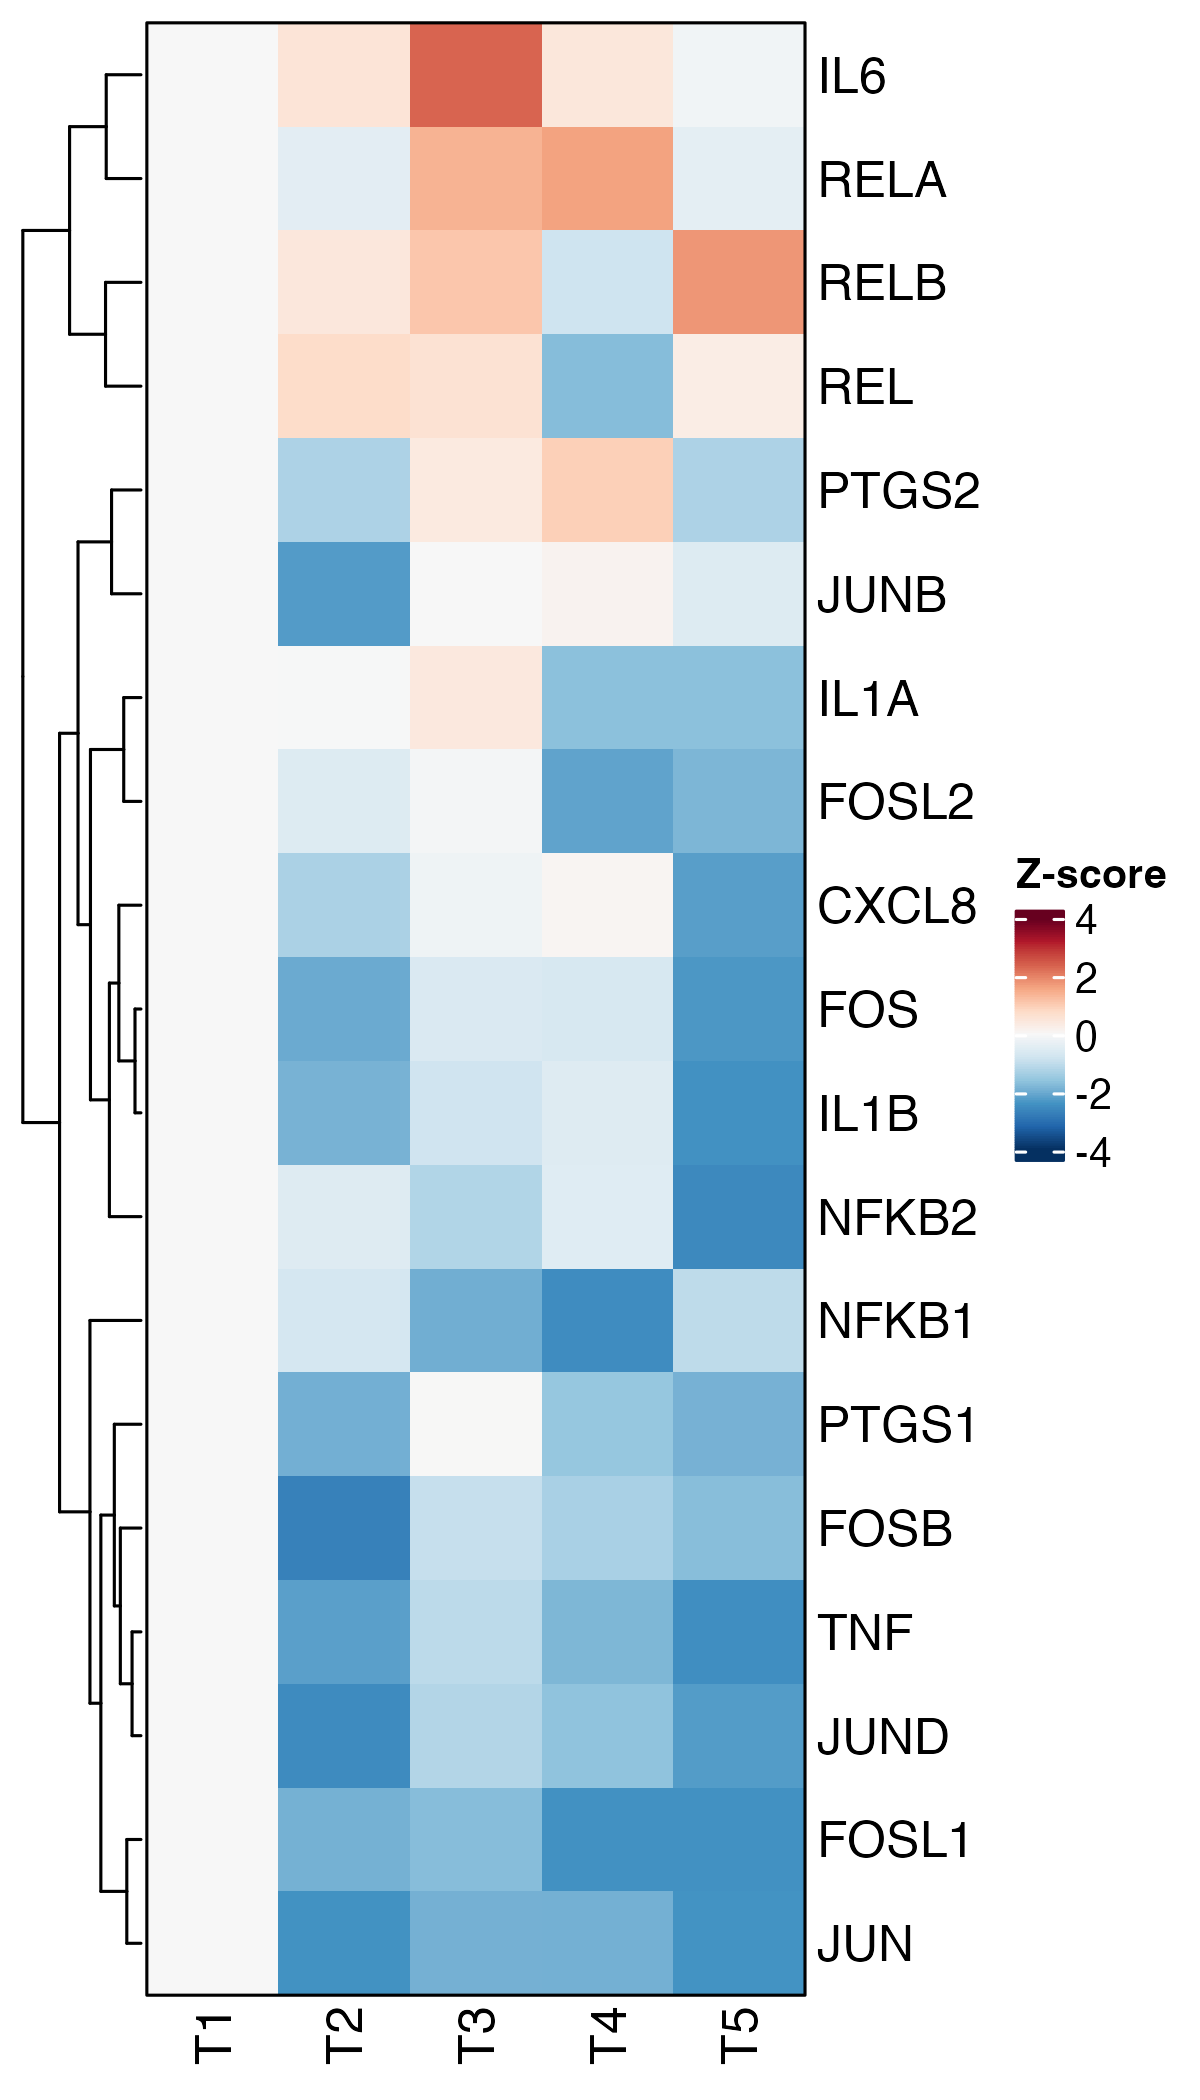 IL6
RELA
RELB
REL
PTGS2
JUNB
IL1A
FOSL2
CXCL8
FOS
IL1B
NFKB2
NFKB1
PTGS1
FOSB
TNF
JUND
FOSL1
JUN
Z-score
4
2
0
-2
-4
T1 T2 T3 T4 T5